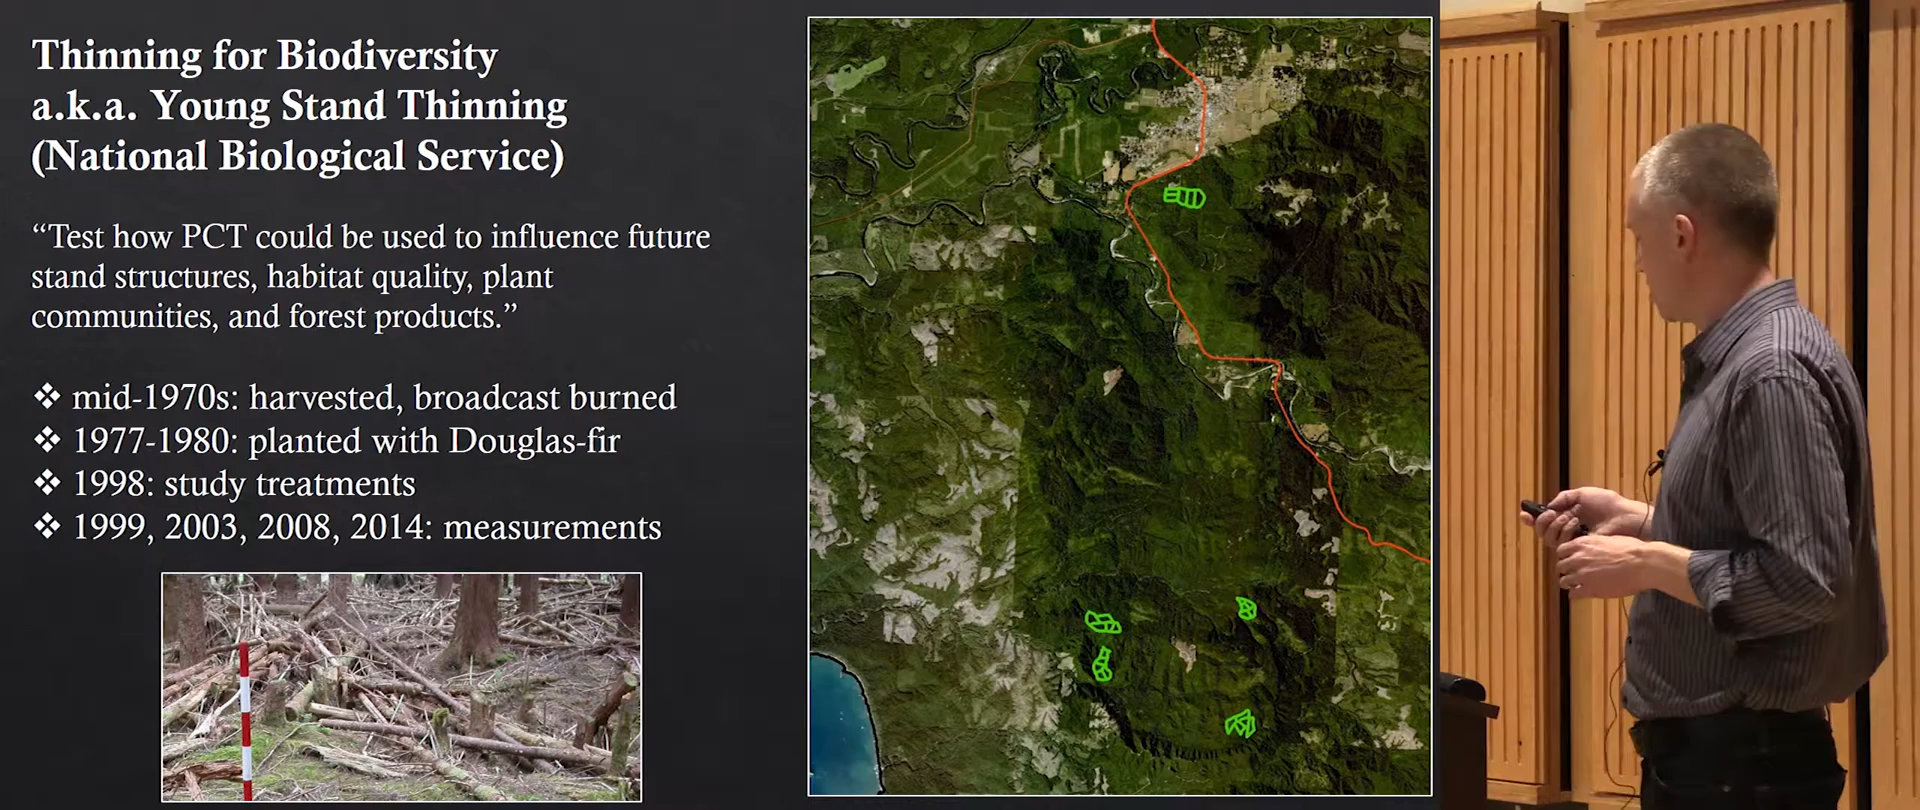 Thinning for Biodiversity
a.k.a. Young Stand Thinning
(National Biological Service)
“Test how PCT could be used to influence future
stand structures, habitat quality, plant
communities, and forest products.”
❖ mid-1970s: harvested, broadcast burned
❖ 1977-1980: planted with Douglas-fir
❖ 1998: study treatments
❖ 1999, 2003, 2008, 2014: measurements